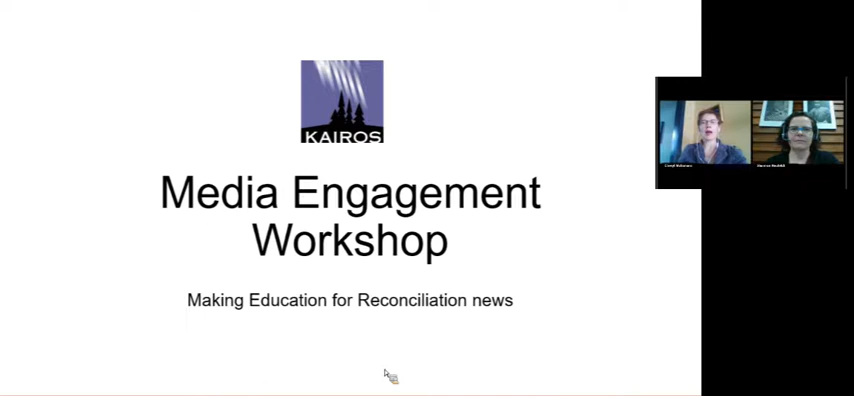 KAIROS
Media Engagement
Workshop
Making Education for Reconciliation news